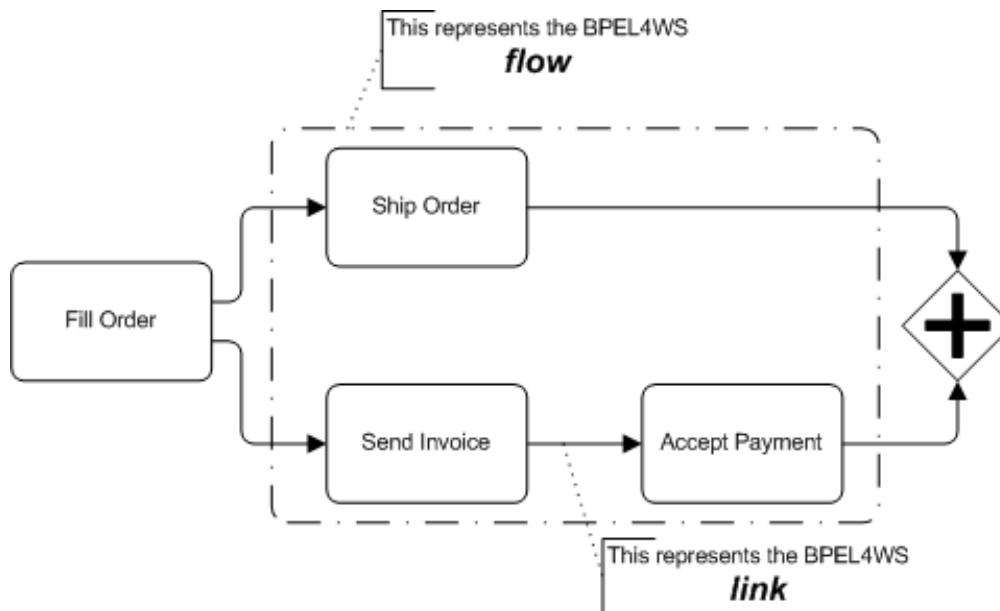 This represents the BPEL4WS
flow
Ship Order
Fill Order
Send Invoice
Accept Payment
This represents the BPEL4WS
link